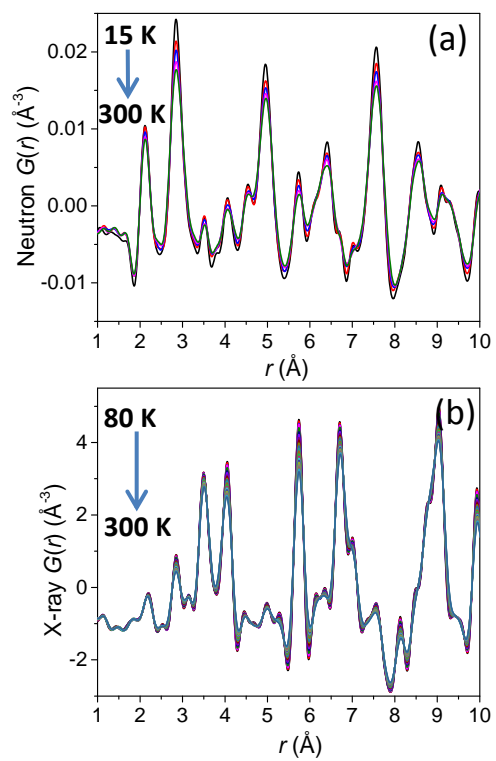 (a)
15 K
300 K
Neutron G(r) (Å⁻³)
0.02
0.01
0.00
-0.01
1 2 3 4 5 6 7 8 9 10
r (Å)
(b)
80 K
300 K
X-ray G(r) (Å⁻³)
4
2
0
-2
1 2 3 4 5 6 7 8 9 10
r (Å)